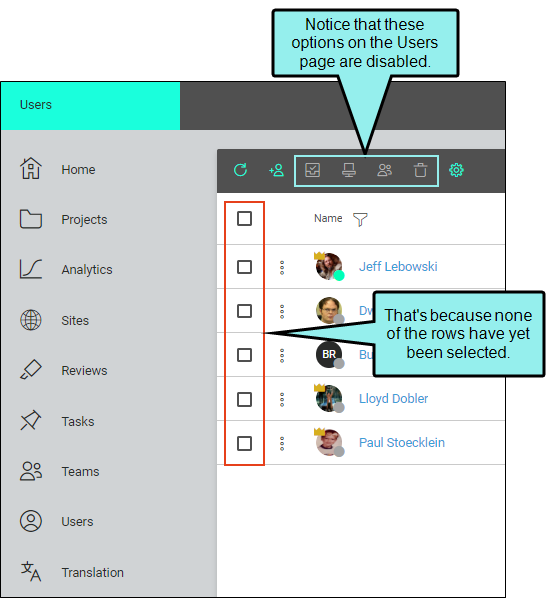 Notice that these
options on the Users
page are disabled.
Users
Home
Projects
Analytics
Sites
Reviews
Tasks
Teams
Users
Translation
Name
Jeff Lebowski
BR
Lloyd Dobler
Paul Stoecklein
That's because none
of the rows have yet
been selected.